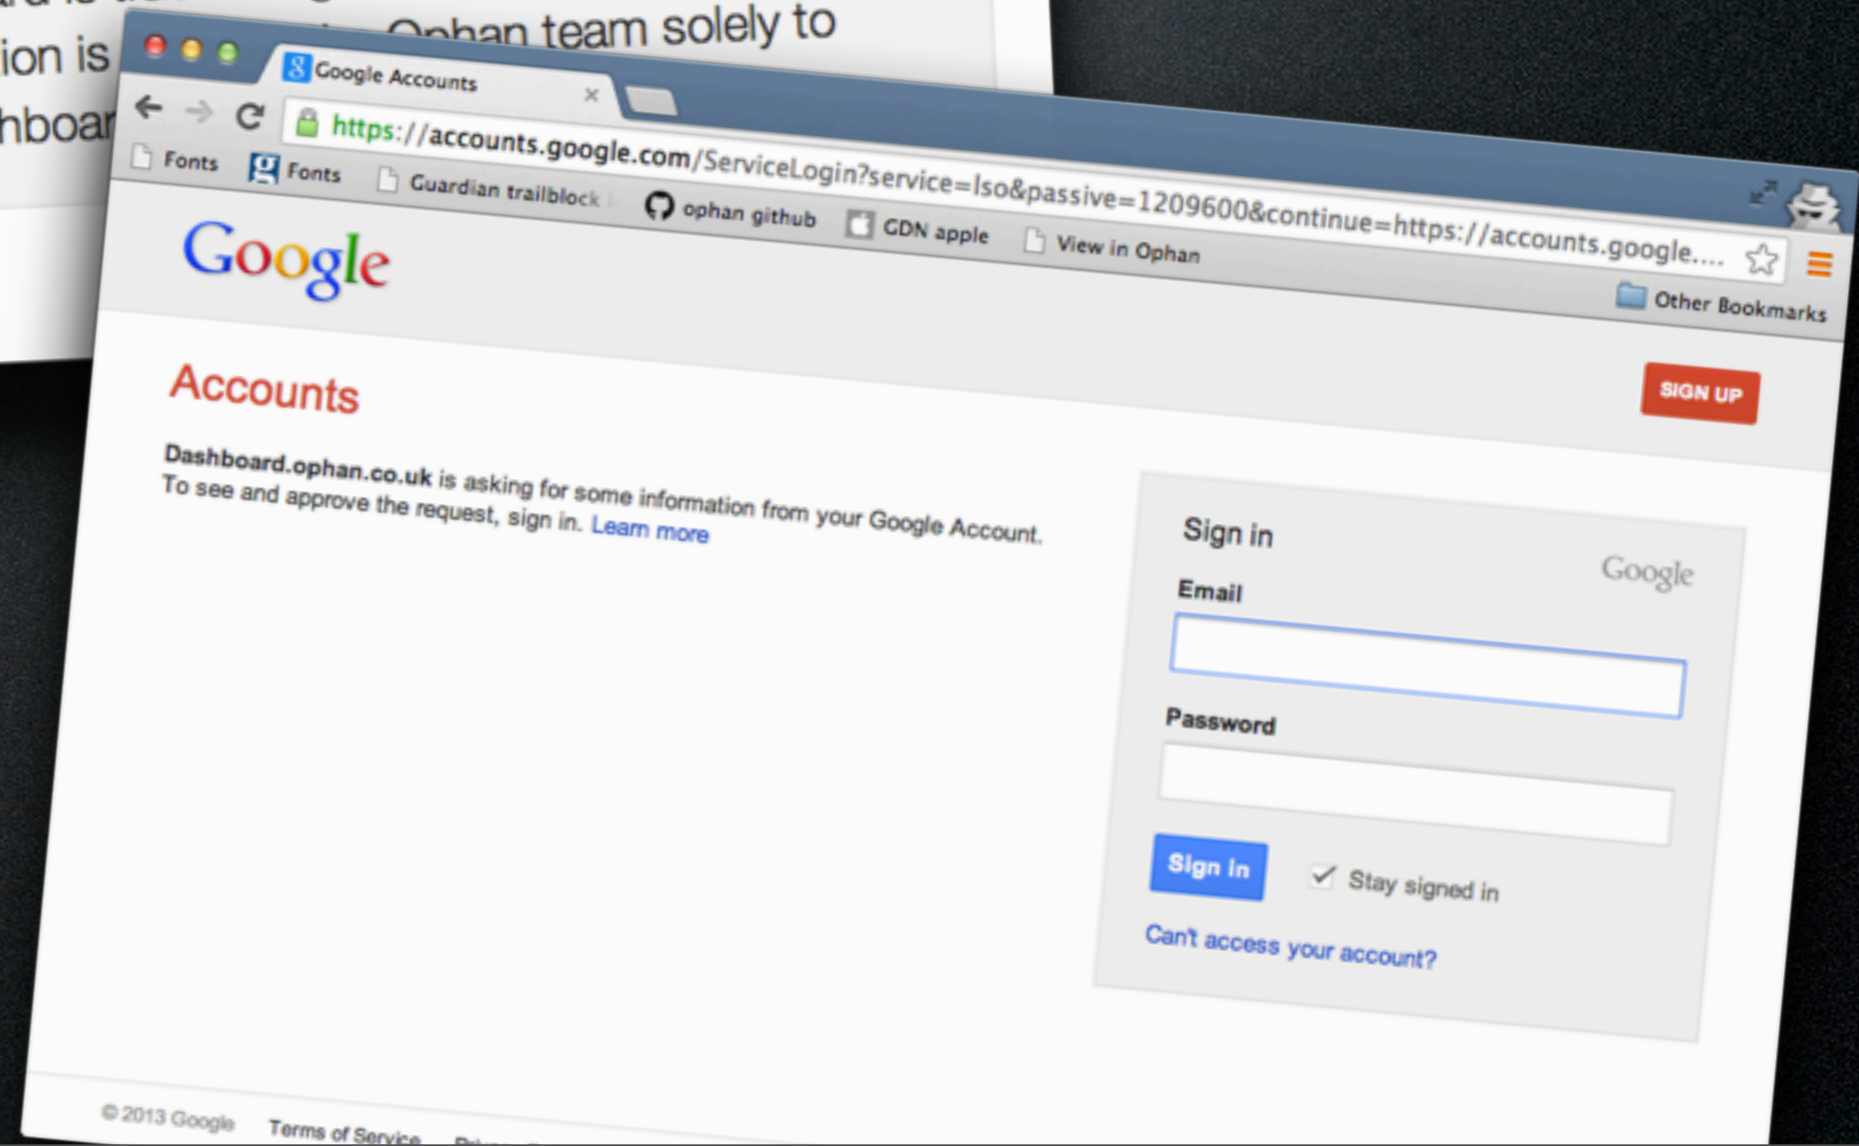 Ophan team solely to
ion is
hboar
Google Accounts
https://accounts.google.com/ServiceLogin?service=lso&passive=1209600&continue=https://accounts.google....
Fonts
g Fonts
Guardian trailblock
ophan github
GDN apple
View in Ophan
Other Bookmarks
Google
SIGN UP
Accounts
Dashboard.ophan.co.uk is asking for some information from your Google Account.
To see and approve the request, sign in. Learn more
Sign in
Google
Email
Password
Sign in
Stay signed in
Can't access your account?
© 2013 Google
Terms of Service